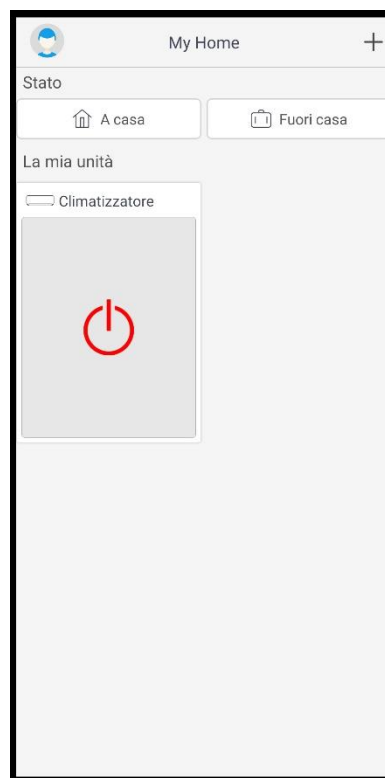 My Home
Stato
A casa
Fuori casa
La mia unità
Climatizzatore